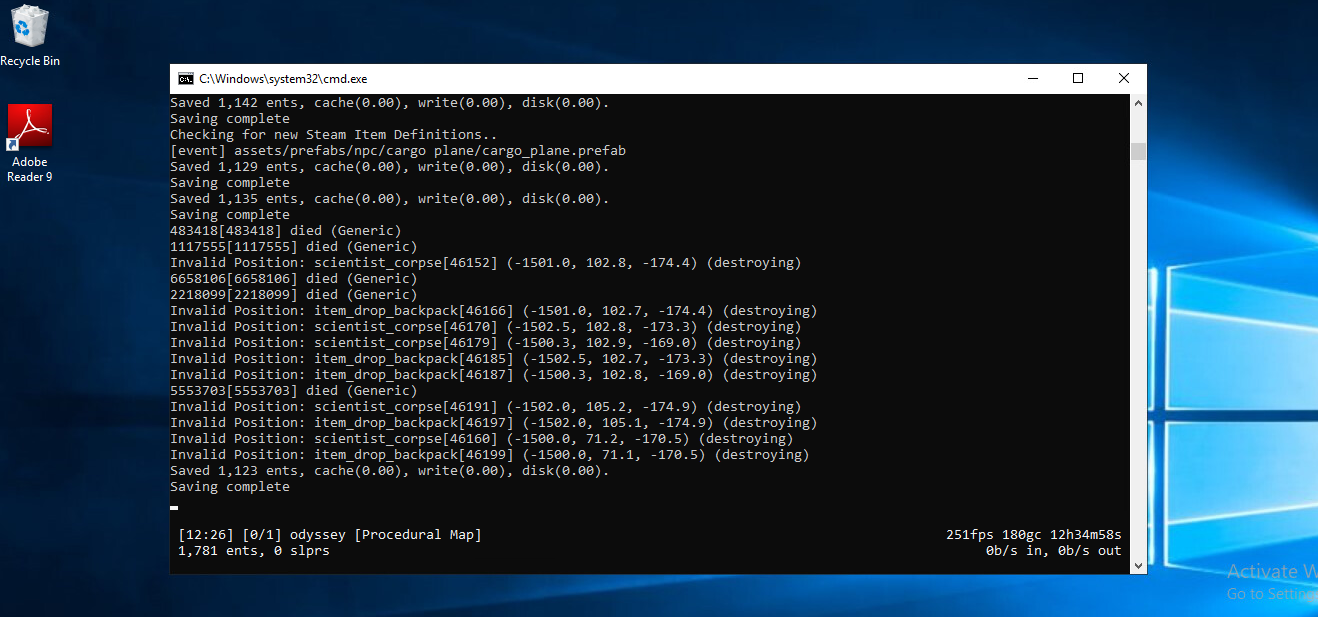 Recycle Bin
Adobe
Reader 9
C:\Windows\system32\cmd.exe
Saved 1,142 ents, cache(0.00), write(0.00), disk(0.00).
Saving complete
Checking for new Steam Item Definitions..
[event] assets/prefabs/npc/cargo plane/cargo_plane.prefab
Saved 1,129 ents, cache(0.00), write(0.00), disk(0.00).
Saving complete
Saved 1,135 ents, cache(0.00), write(0.00), disk(0.00).
Saving complete
483418[483418] died (Generic)
1117555[1117555] died (Generic)
Invalid Position: scientist_corpse[46152] (-1501.0, 102.8, -174.4) (destroying)
6658106[6658106] died (Generic)
2218099[2218099] died (Generic)
Invalid Position: item_drop_backpack[46166] (-1501.0, 102.7, -174.4) (destroying)
Invalid Position: scientist_corpse[46170] (-1502.5, 102.8, -173.3) (destroying)
Invalid Position: scientist_corpse[46179] (-1500.3, 102.9, -169.0) (destroying)
Invalid Position: item_drop_backpack[46185] (-1502.5, 102.7, -173.3) (destroying)
Invalid Position: item_drop_backpack[46187] (-1500.3, 102.8, -169.0) (destroying)
5553703[5553703] died (Generic)
Invalid Position: scientist_corpse[46191] (-1502.0, 105.2, -174.9) (destroying)
Invalid Position: item_drop_backpack[46197] (-1502.0, 105.1, -174.9) (destroying)
Invalid Position: scientist_corpse[46160] (-1500.0, 71.2, -170.5) (destroying)
Invalid Position: item_drop_backpack[46199] (-1500.0, 71.1, -170.5) (destroying)
Saved 1,123 ents, cache(0.00), write(0.00), disk(0.00).
Saving complete
[12:26] [0/1] odyssey [Procedural Map] 251fps 180gc 12h34m58s
1,781 ents, 0 slprs 0b/s in, 0b/s out
Activate W
Go to Setting